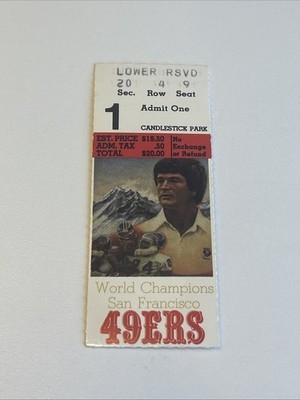 LOWER RSVD
20 4 9
Sec. Row Seat
1
Admit One
CANDLESTICK PARK
EST. PRICE $19.50
ADM. TAX .50
TOTAL $20.00
No
Exchange
or Refund
World Champions
San Francisco
49ERS